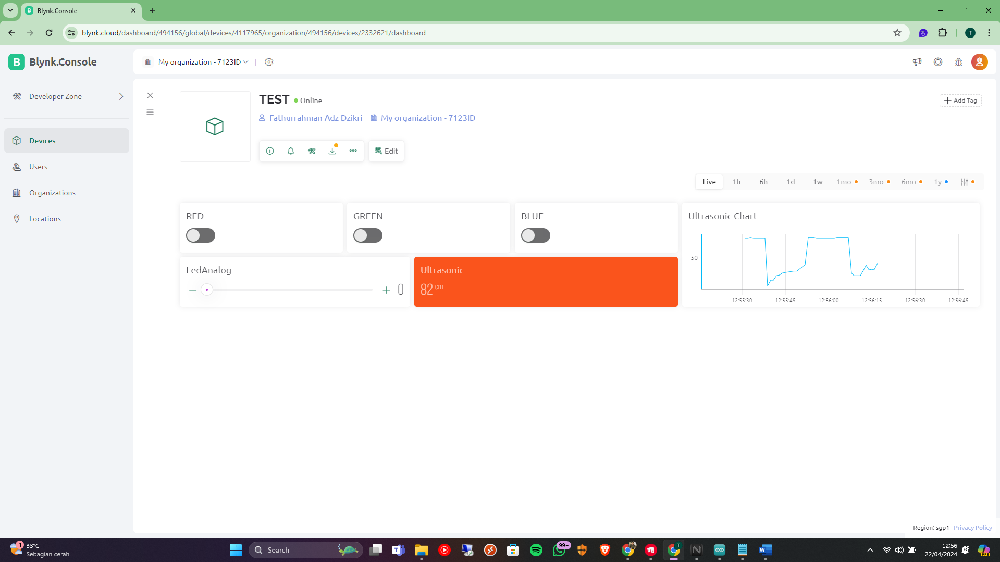 Blynk.Console
blynk.cloud/dashboard/494156/global/devices/4117965/organization/494156/devices/2332621/dashboard
T
B Blynk.Console
My organization - 7123ID
Developer Zone
Devices
Users
Organizations
Locations
TEST Online
Add Tag
Fathurrahman Adz Dzikri My organization - 7123ID
Edit
Live 1h 6h 1d 1w 1mo 3mo 6mo 1y
RED
GREEN
BLUE
LedAnalog
0
Ultrasonic
82 cm
Ultrasonic Chart
50
12:55:30 12:55:45 12:56:00 12:56:15 12:56:30 12:56:45
Region: sgp1 Privacy Policy
1
33°C
Sebagian cerah
Search
99+
12:56
22/04/2024
PRE